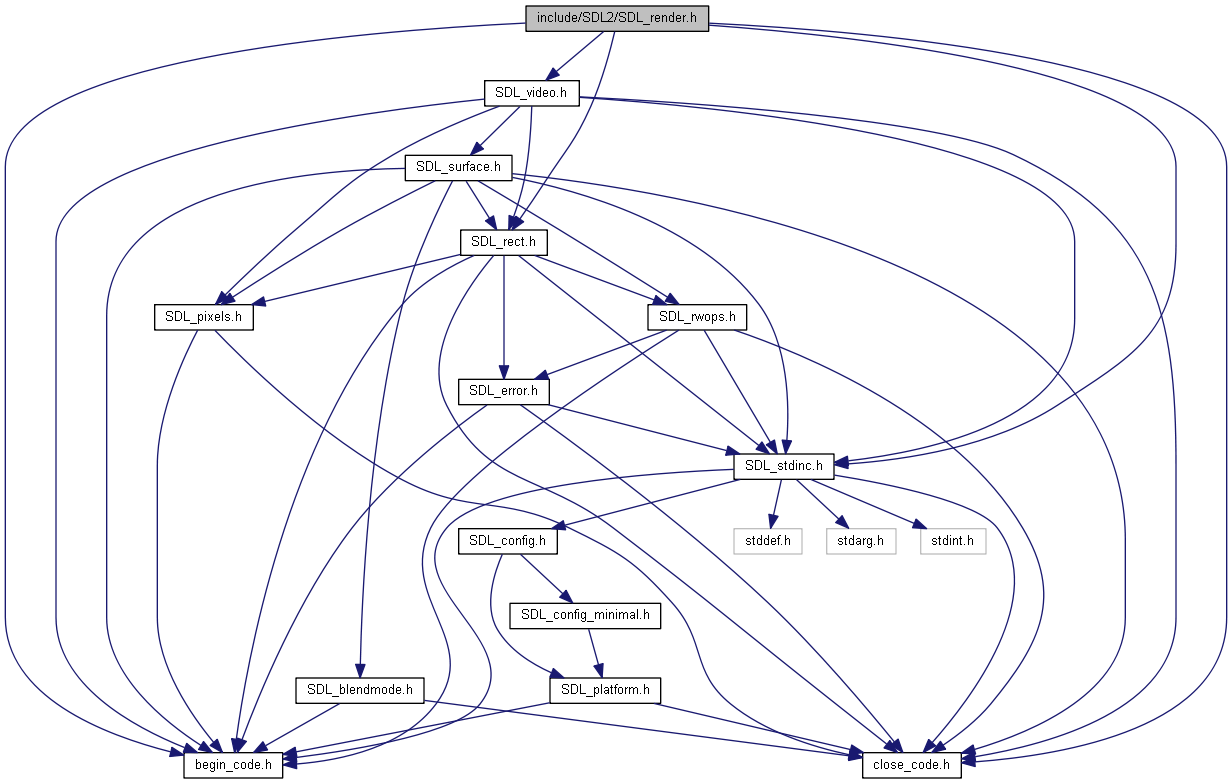 include/SDL2/SDL_render.h
SDL_video.h
SDL_surface.h
SDL_rect.h
SDL_pixels.h
SDL_rwops.h
SDL_error.h
SDL_stdinc.h
SDL_config.h
stddef.h
stdarg.h
stdint.h
SDL_config_minimal.h
SDL_blendmode.h
SDL_platform.h
begin_code.h
close_code.h